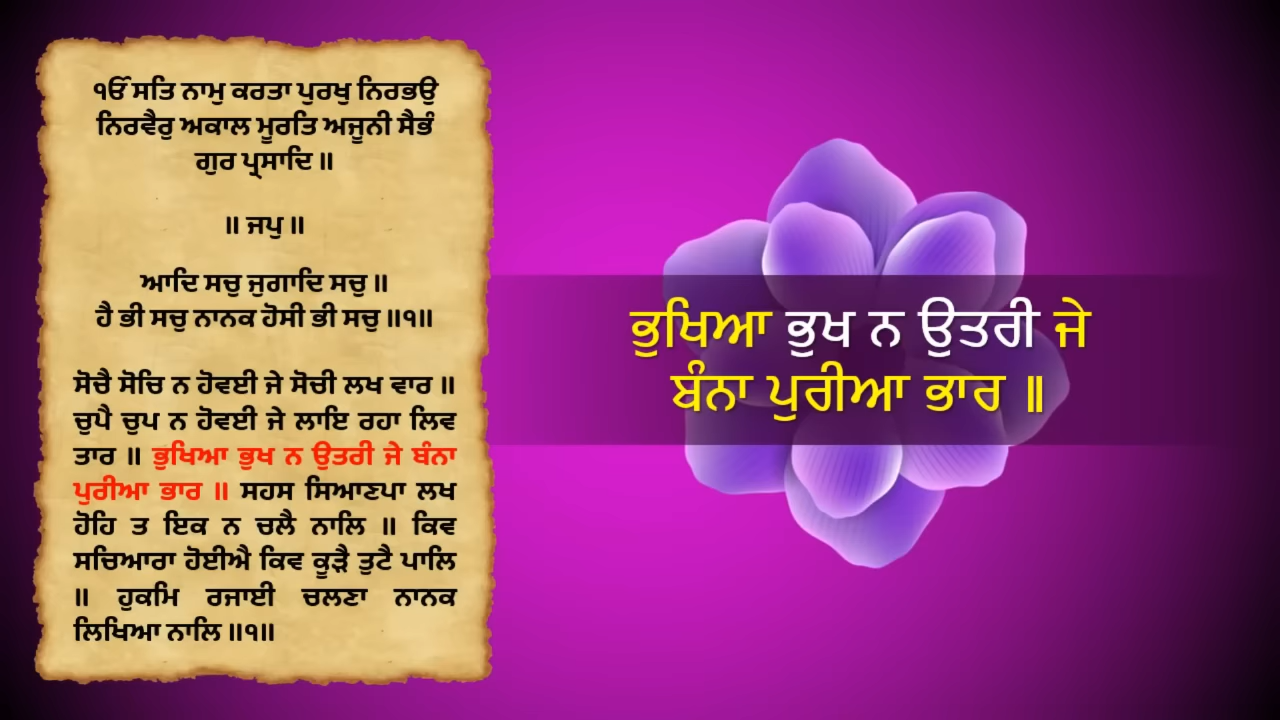 ੴ ਸਤਿ ਨਾਮੁ ਕਰਤਾ ਪੁਰਖੁ ਨਿਰਭਉ
ਨਿਰਵੈਰੁ ਅਕਾਲ ਮੂਰਤਿ ਅਜੂਨੀ ਸੈਭੰ
ਗੁਰ ਪ੍ਰਸਾਦਿ ॥
॥ ਜਪੁ ॥
ਆਦਿ ਸਚੁ ਜੁਗਾਦਿ ਸਚੁ ॥
ਹੈ ਭੀ ਸਚੁ ਨਾਨਕ ਹੋਸੀ ਭੀ ਸਚੁ ॥੧॥
ਸੋਚੈ ਸੋਚਿ ਨ ਹੋਵਈ ਜੇ ਸੋਚੀ ਲਖ ਵਾਰ ॥
ਚੁਪੈ ਚੁਪ ਨ ਹੋਵਈ ਜੇ ਲਾਇ ਰਹਾ ਲਿਵ
ਤਾਰ ॥ ਭੁਖਿਆ ਭੁਖ ਨ ਉਤਰੀ ਜੇ ਬੰਨਾ
ਪੁਰੀਆ ਭਾਰ ॥ ਸਹਸ ਸਿਆਣਪਾ ਲਖ
ਹੋਹਿ ਤ ਇਕ ਨ ਚਲੈ ਨਾਲਿ ॥ ਕਿਵ
ਸਚਿਆਰਾ ਹੋਈਐ ਕਿਵ ਕੂੜੈ ਤੁਟੈ ਪਾਲਿ
॥ ਹੁਕਮਿ ਰਜਾਈ ਚਲਣਾ ਨਾਨਕ
ਲਿਖਿਆ ਨਾਲਿ ॥੧॥
ਭੁਖਿਆ ਭੁਖ ਨ ਉਤਰੀ ਜੇ
ਬੰਨਾ ਪੁਰੀਆ ਭਾਰ ॥